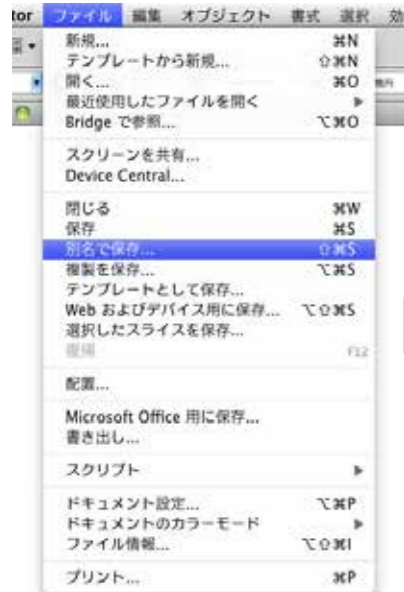 tor ファイル 編集 オブジェクト 書式 選択 効
新規... ⌘N
テンプレートから新規... ⇧⌘N
開く... ⌘O
最近使用したファイルを開く ▶
Bridge で参照... ⌥⌘O
スクリーンを共有...
Device Central...
閉じる ⌘W
保存 ⌘S
別名で保存... ⇧⌘S
複製を保存... ⌥⌘S
テンプレートとして保存...
Web およびデバイス用に保存... ⌥⇧⌘S
選択したスライスを保存...
復帰 F12
配置...
Microsoft Office 用に保存...
書き出し...
スクリプト ▶
ドキュメント設定... ⌥⌘P
ドキュメントのカラーモード ▶
ファイル情報... ⌥⇧⌘I
プリント... ⌘P